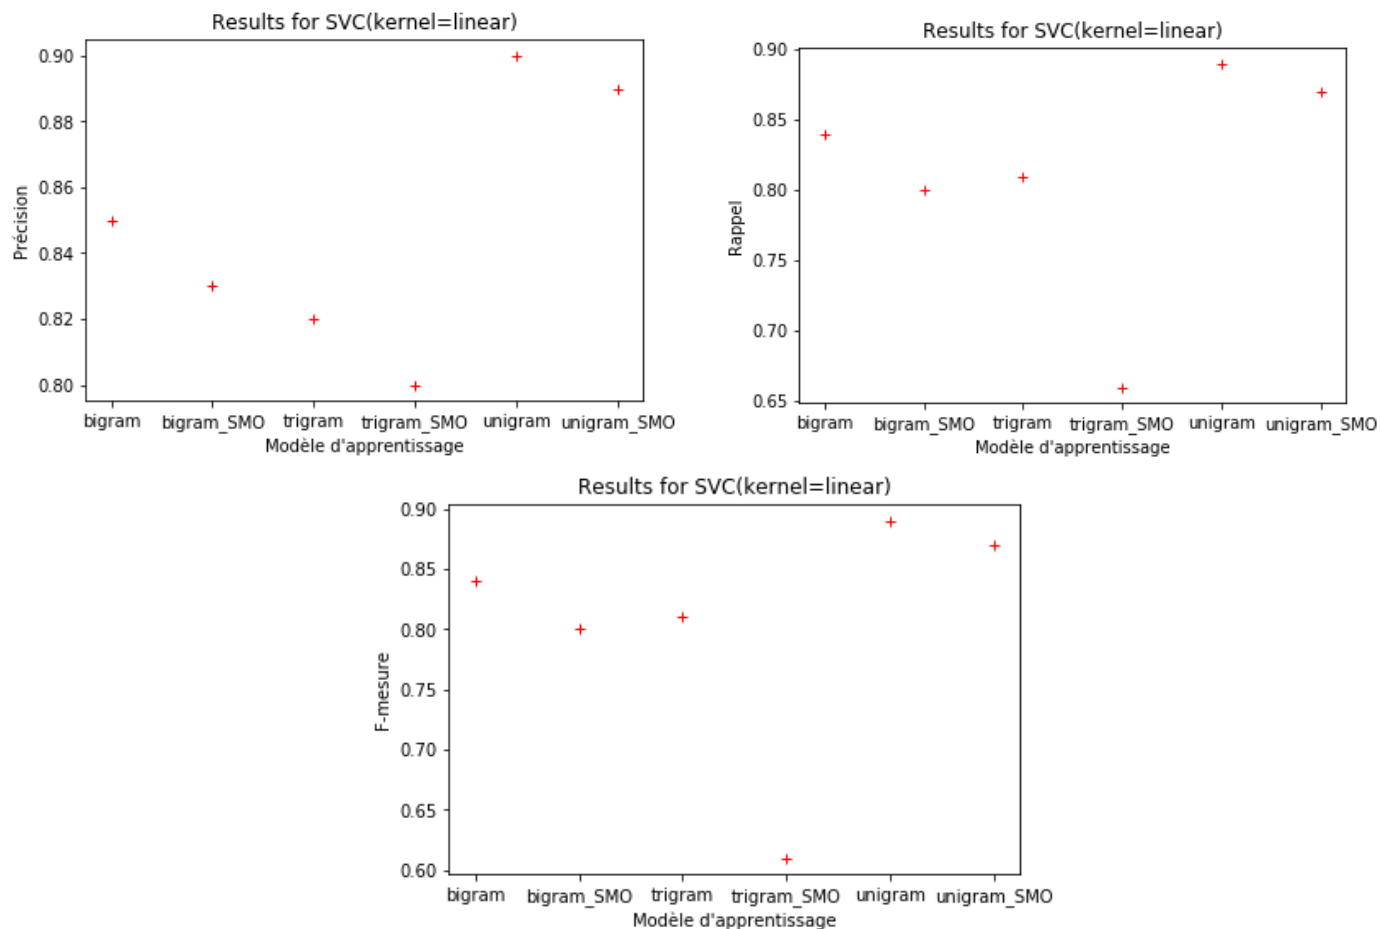 Results for SVC(kernel=linear)
0.90
0.88
0.86
0.84
0.82
0.80
Précision
bigram bigram_SMO trigram trigram_SMO unigram unigram_SMO
Modèle d'apprentissage
Results for SVC(kernel=linear)
0.90
0.85
0.80
0.75
0.70
0.65
Rappel
bigram bigram_SMO trigram trigram_SMO unigram unigram_SMO
Modèle d'apprentissage
Results for SVC(kernel=linear)
0.90
0.85
0.80
0.75
0.70
0.65
0.60
F-mesure
bigram bigram_SMO trigram trigram_SMO unigram unigram_SMO
Modèle d'apprentissage